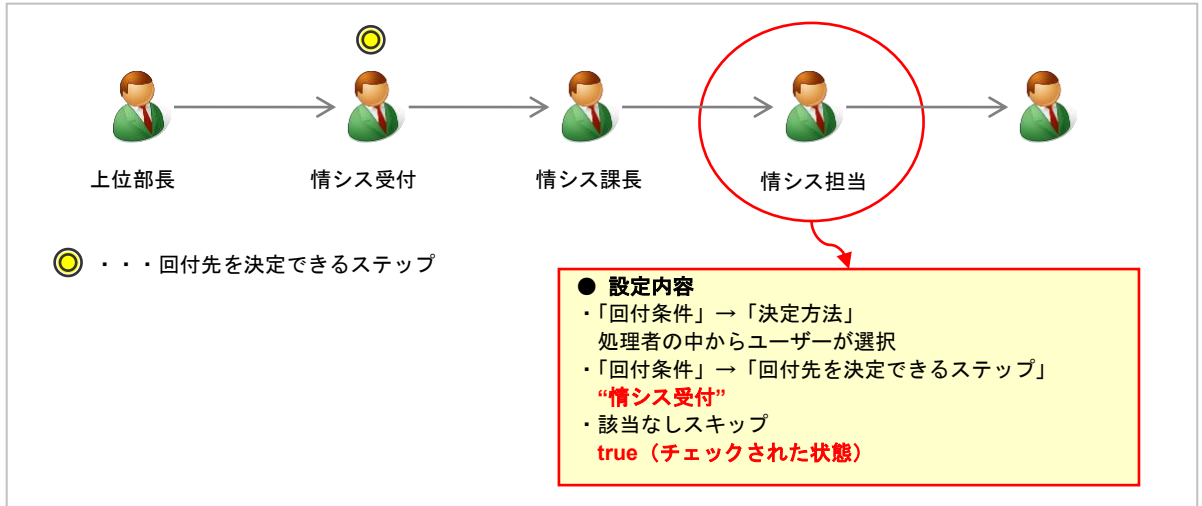 上位部長
情シス受付
情シス課長
情シス担当
・・・回付先を決定できるステップ
● 設定内容
・「回付条件」→「決定方法」
処理者の中からユーザーが選択
・「回付条件」→「回付先を決定できるステップ」
“情シス受付”
・該当なしスキップ
true（チェックされた状態）